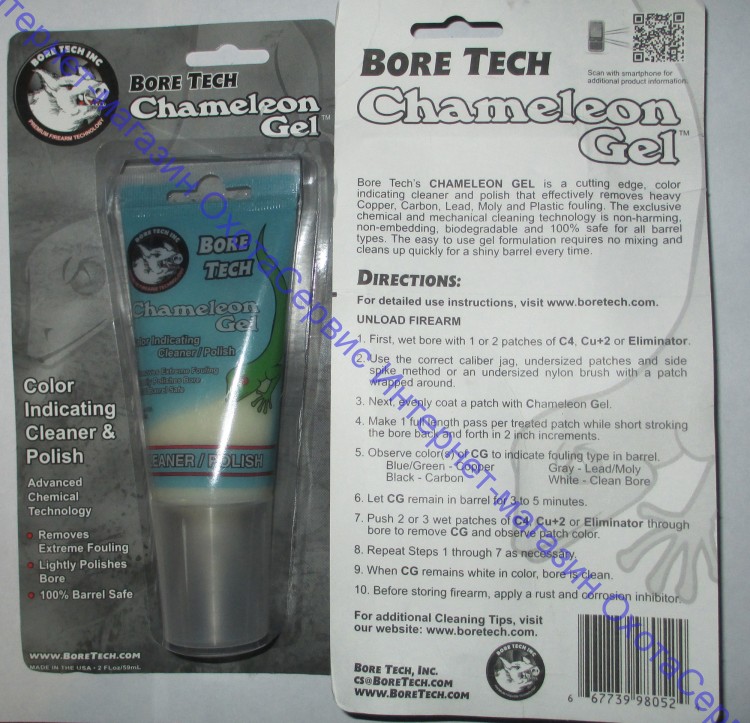 BORE TECH INC
PREMIUM FIREARM TECHNOLOGY
BORE TECH
Chameleon
Gel™
BORE TECH INC
BORE
TECH
Chameleon
Gel
Color Indicating
Cleaner/Polish
Extreme Fouling
Polishes Bore
Safe
CLEANER/POLISH
Color
Indicating
Cleaner &
Polish
Advanced
Chemical
Technology
• Removes
Extreme Fouling
• Lightly Polishes
Bore
• 100% Barrel Safe
WWW.BORETECH.COM
MADE IN THE USA - 2 FL.oz/59mL
Scan with smartphone for
additional product information.
BORE TECH
Chameleon
Gel™
Bore Tech's CHAMELEON GEL is a cutting edge, color
indicating cleaner and polish that effectively removes heavy
Copper, Carbon, Lead, Moly and Plastic fouling. The exclusive
chemical and mechanical cleaning technology is non-harming,
non-embedding, biodegradable and 100% safe for all barrel
types. The easy to use gel formulation requires no mixing and
cleans up quickly for a shiny barrel every time.
DIRECTIONS:
For detailed use instructions, visit www.boretech.com.
UNLOAD FIREARM
1. First, wet bore with 1 or 2 patches of C4, Cu+2 or Eliminator.
2. Use the correct caliber jag, undersized patches and side
spike method or an undersized nylon brush with a patch
wrapped around.
3. Next, evenly coat a patch with Chameleon Gel.
4. Make 1 full length pass per treated patch while short stroking
the bore back and forth in 2 inch increments.
5. Observe color(s) of CG to indicate fouling type in barrel.
Blue/Green - Copper Gray - Lead/Moly
Black - Carbon White - Clean Bore
6. Let CG remain in barrel for 3 to 5 minutes.
7. Push 2 or 3 wet patches of C4, Cu+2 or Eliminator through
bore to remove CG and observe patch color.
8. Repeat Steps 1 through 7 as necessary.
9. When CG remains white in color, bore is clean.
10. Before storing firearm, apply a rust and corrosion inhibitor.
For additional Cleaning Tips, visit
our website: www.boretech.com.
BORE TECH, INC.
CS@BORETECH.COM
WWW.BORETECH.COM
6 67739 98052
Интернет-магазин ОхотаСервис Интернет-магазин ОхотаСервис